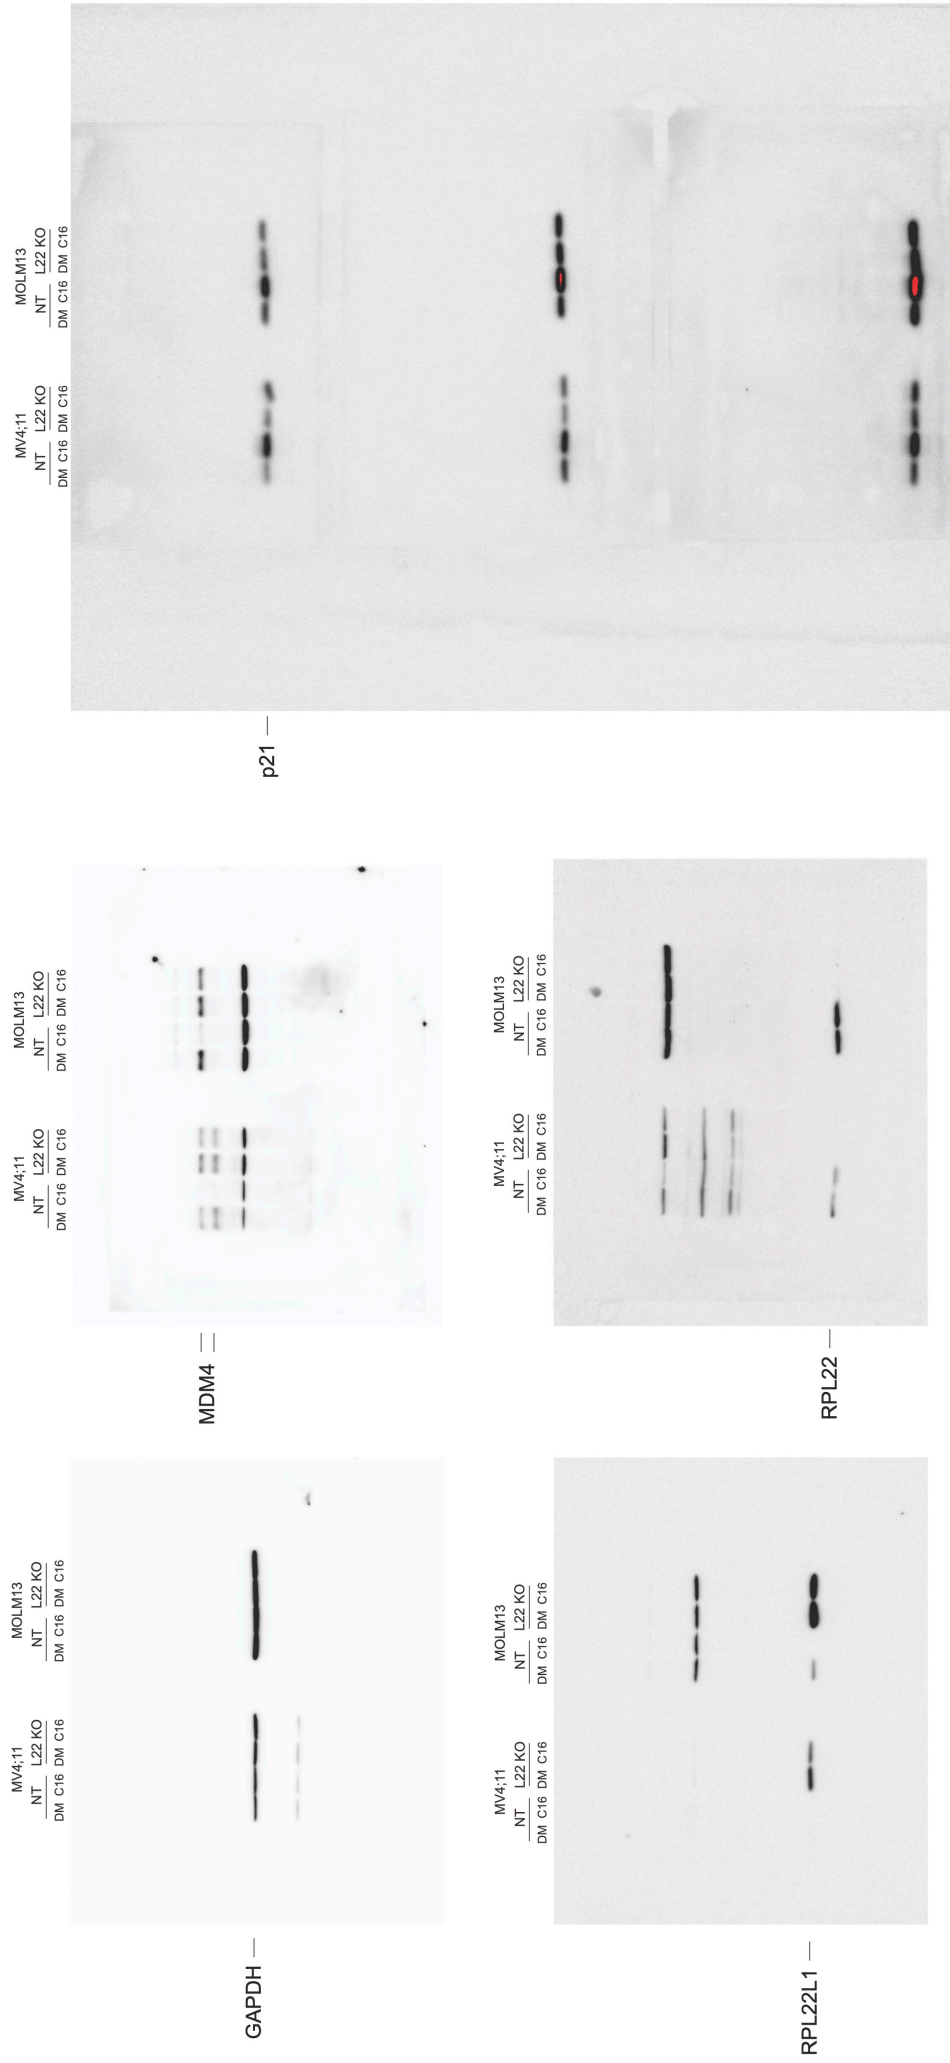 MV4;11 MOLM13
NT L22 KO NT L22 KO
DM C16 DM C16 DM C16 DM C16
p21
MV4;11 MOLM13
NT L22 KO NT L22 KO
DM C16 DM C16 DM C16 DM C16
MDM4
MV4;11 MOLM13
NT L22 KO NT L22 KO
DM C16 DM C16 DM C16 DM C16
RPL22
MV4;11 MOLM13
NT L22 KO NT L22 KO
DM C16 DM C16 DM C16 DM C16
GAPDH
MV4;11 MOLM13
NT L22 KO NT L22 KO
DM C16 DM C16 DM C16 DM C16
RPL22L1